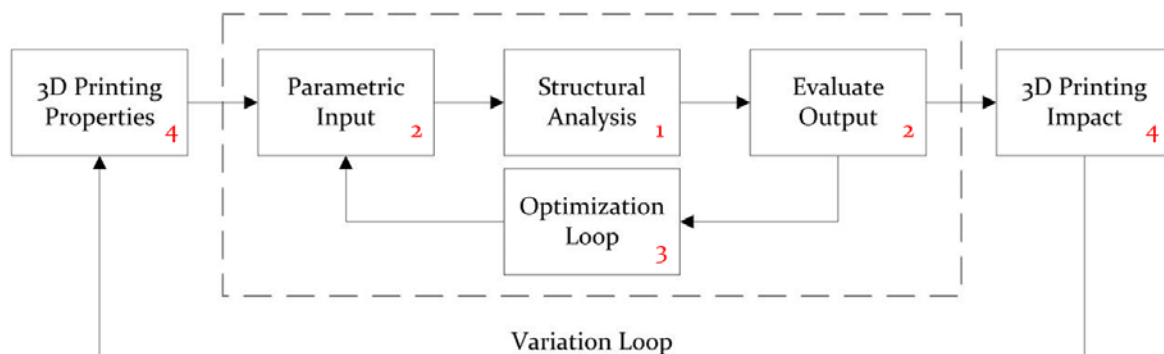 3D Printing
Properties
4
Parametric
Input
2
Structural
Analysis
1
Evaluate
Output
2
3D Printing
Impact
4
Optimization
Loop
3
Variation Loop